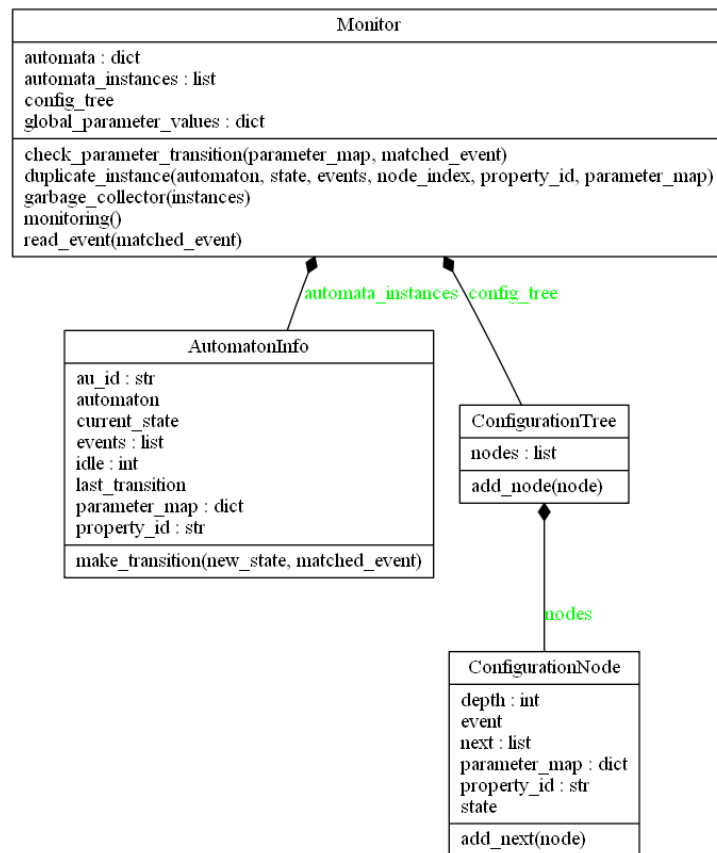 Monitor
automata : dict
automata_instances : list
config_tree
global_parameter_values : dict
check_parameter_transition(parameter_map, matched_event)
duplicate_instance(automaton, state, events, node_index, property_id, parameter_map)
garbage_collector(instances)
monitoring()
read_event(matched_event)
automata_instances config_tree
AutomatonInfo
au_id : str
automaton
current_state
events : list
idle : int
last_transition
parameter_map : dict
property_id : str
make_transition(new_state, matched_event)
ConfigurationTree
nodes : list
add_node(node)
nodes
ConfigurationNode
depth : int
event
next : list
parameter_map : dict
property_id : str
state
add_next(node)